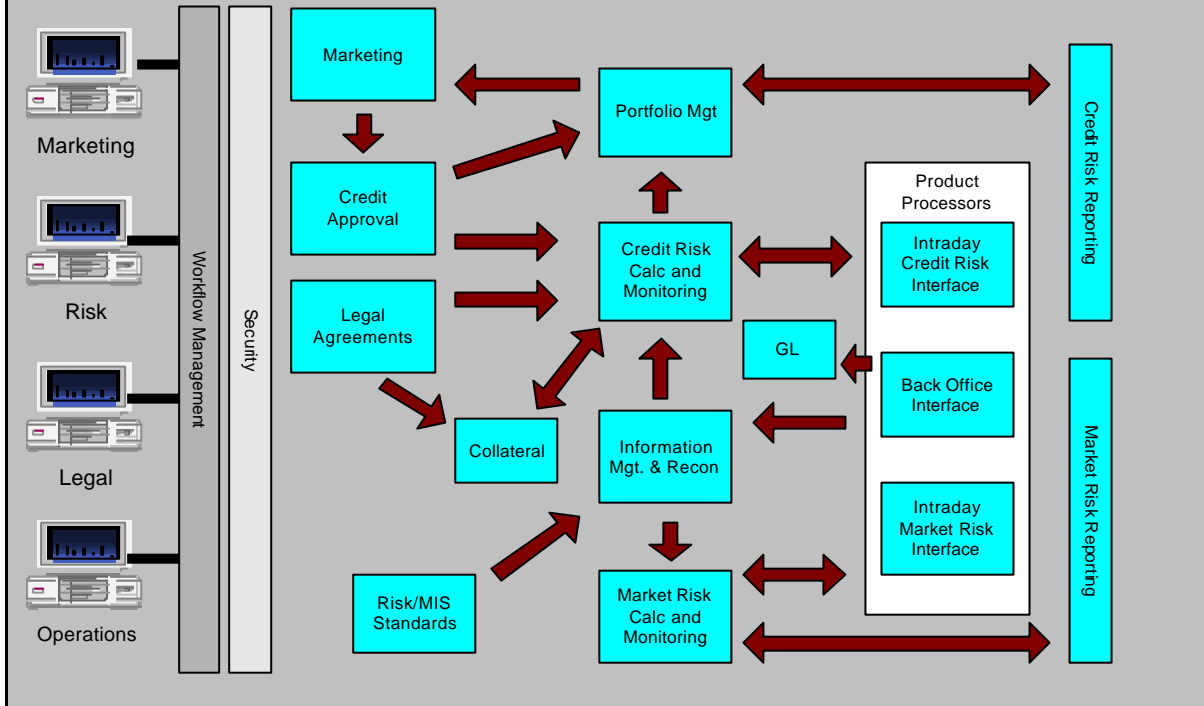 Marketing
Risk
Legal
Operations
Workflow Management
Security
Marketing
Credit
Approval
Legal
Agreements
Collateral
Risk/MIS
Standards
Portfolio Mgt
Credit Risk
Calc and
Monitoring
Information
Mgt. & Recon
Market Risk
Calc and
Monitoring
GL
Product
Processors
Intraday
Credit Risk
Interface
Back Office
Interface
Intraday
Market Risk
Interface
Credit Risk Reporting
Market Risk Reporting